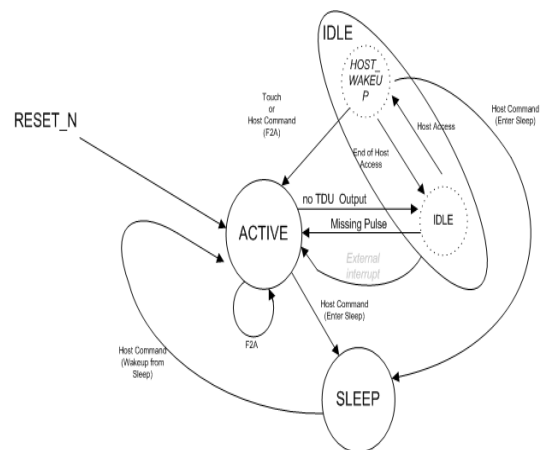 IDLE
HOST_
WAKEU
P
Touch
or
Host Command
(F2A)
Host Command
(Enter Sleep)
RESET_N
Host Access
End of Host
Access
no TDU Output
IDLE
Missing Pulse
ACTIVE
External
interrupt
Host Command
(Enter Sleep)
F2A
Host Command
(Wakeup from
Sleep)
SLEEP